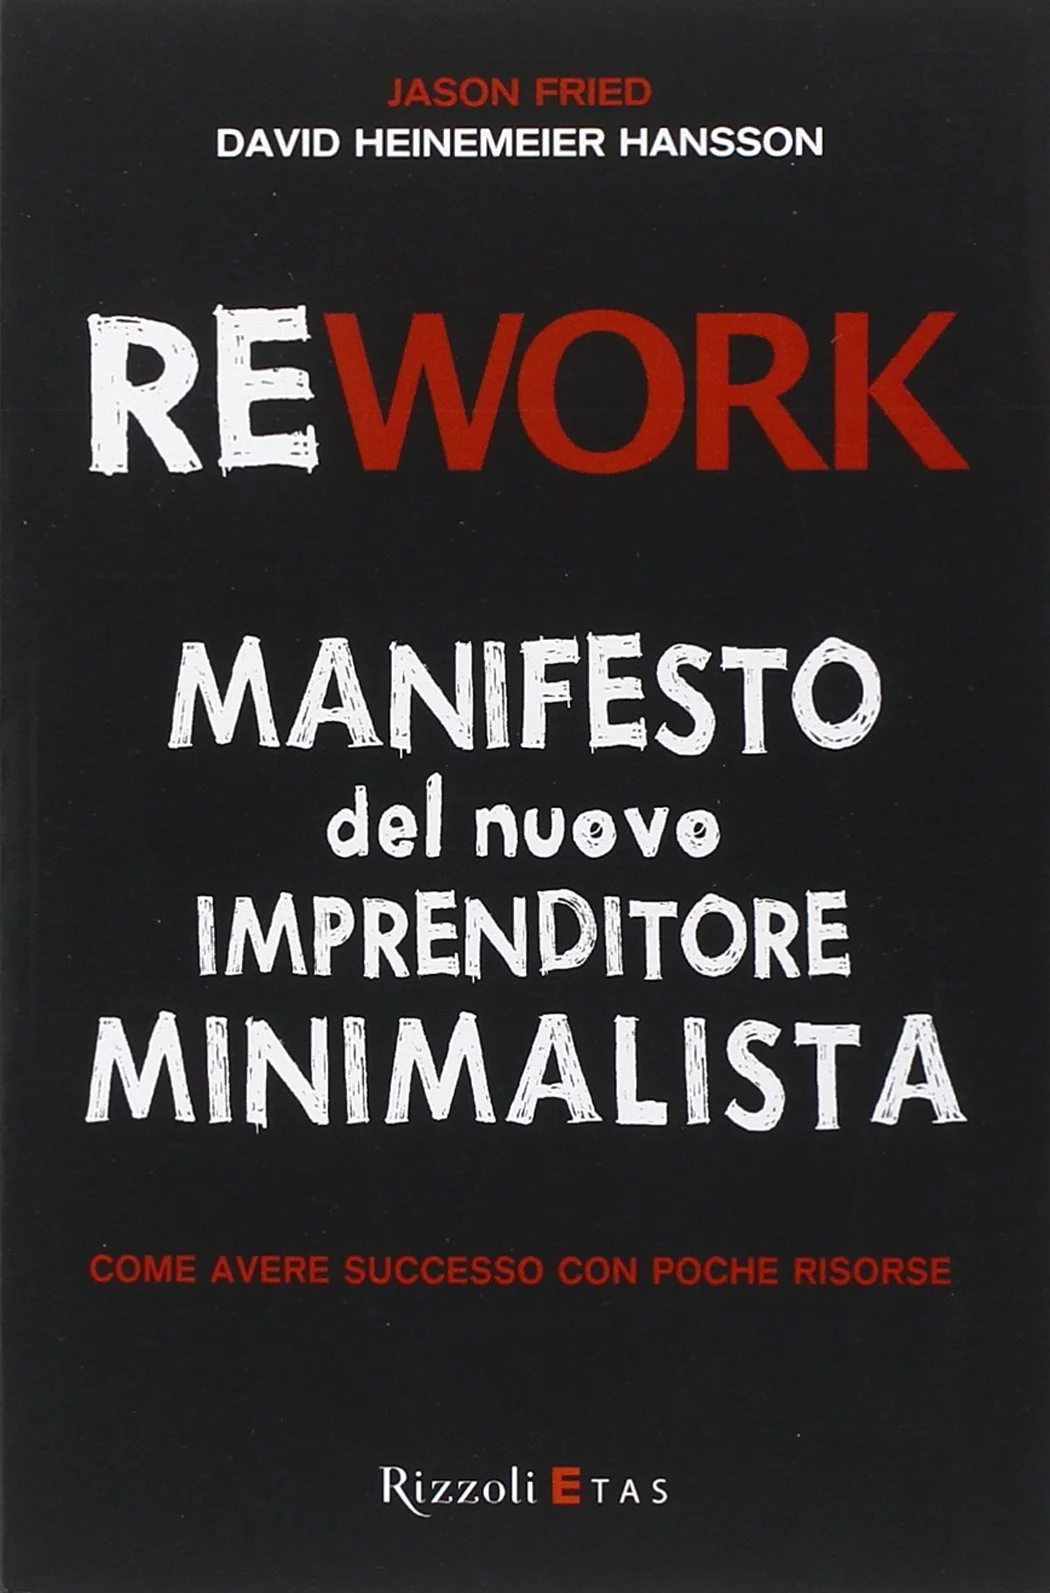 JASON FRIED
DAVID HEINEMEIER HANSSON
REWORK
MANIFESTO
del nuovo
IMPRENDITORE
MINIMALISTA
COME AVERE SUCCESSO CON POCHE RISORSE
Rizzoli ETAS